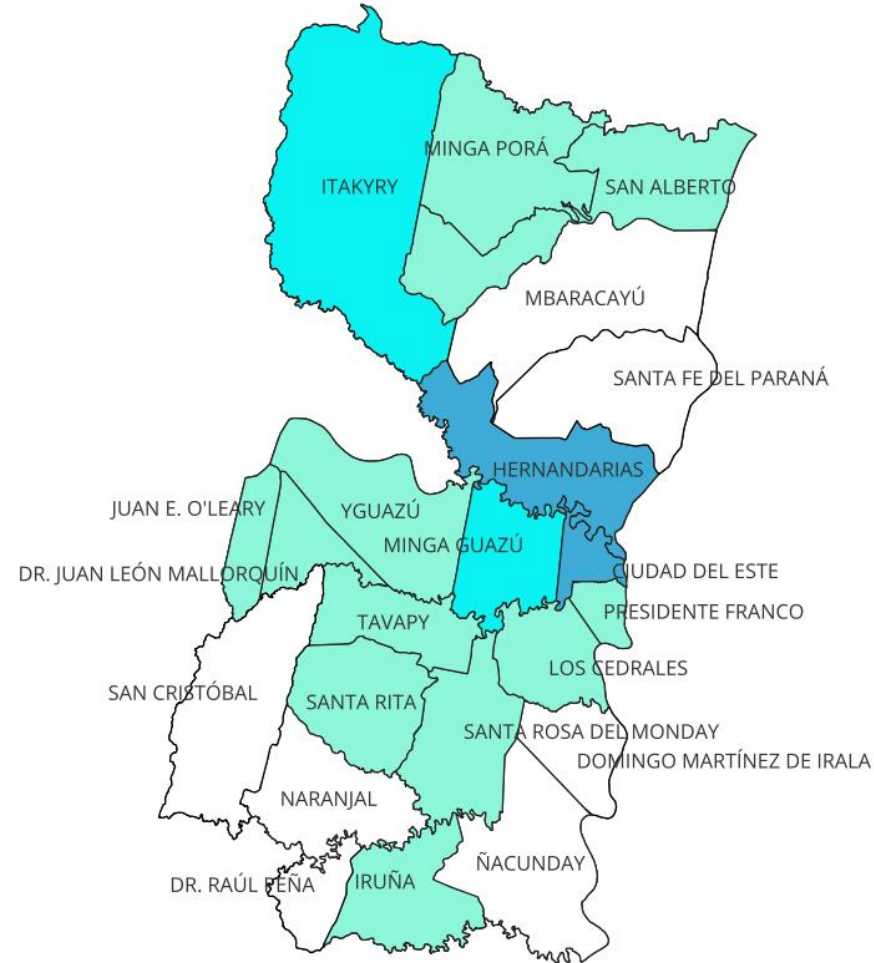 MINGA PORÁ
ITAKYRY
SAN ALBERTO
MBARACAYÚ
SANTA FE DEL PARANÁ
HERNANDARIAS
JUAN E. O'LEARY
YGUAZÚ
MINGA GUAZÚ
DR. JUAN LEÓN MALLORQUÍN
CIUDAD DEL ESTE
PRESIDENTE FRANCO
TAVAPY
LOS CEDRALES
SAN CRISTÓBAL
SANTA RITA
SANTA ROSA DEL MONDAY
DOMINGO MARTÍNEZ DE IRALA
NARANJAL
ÑACUNDAY
DR. RAÚL PEÑA
IRUÑA